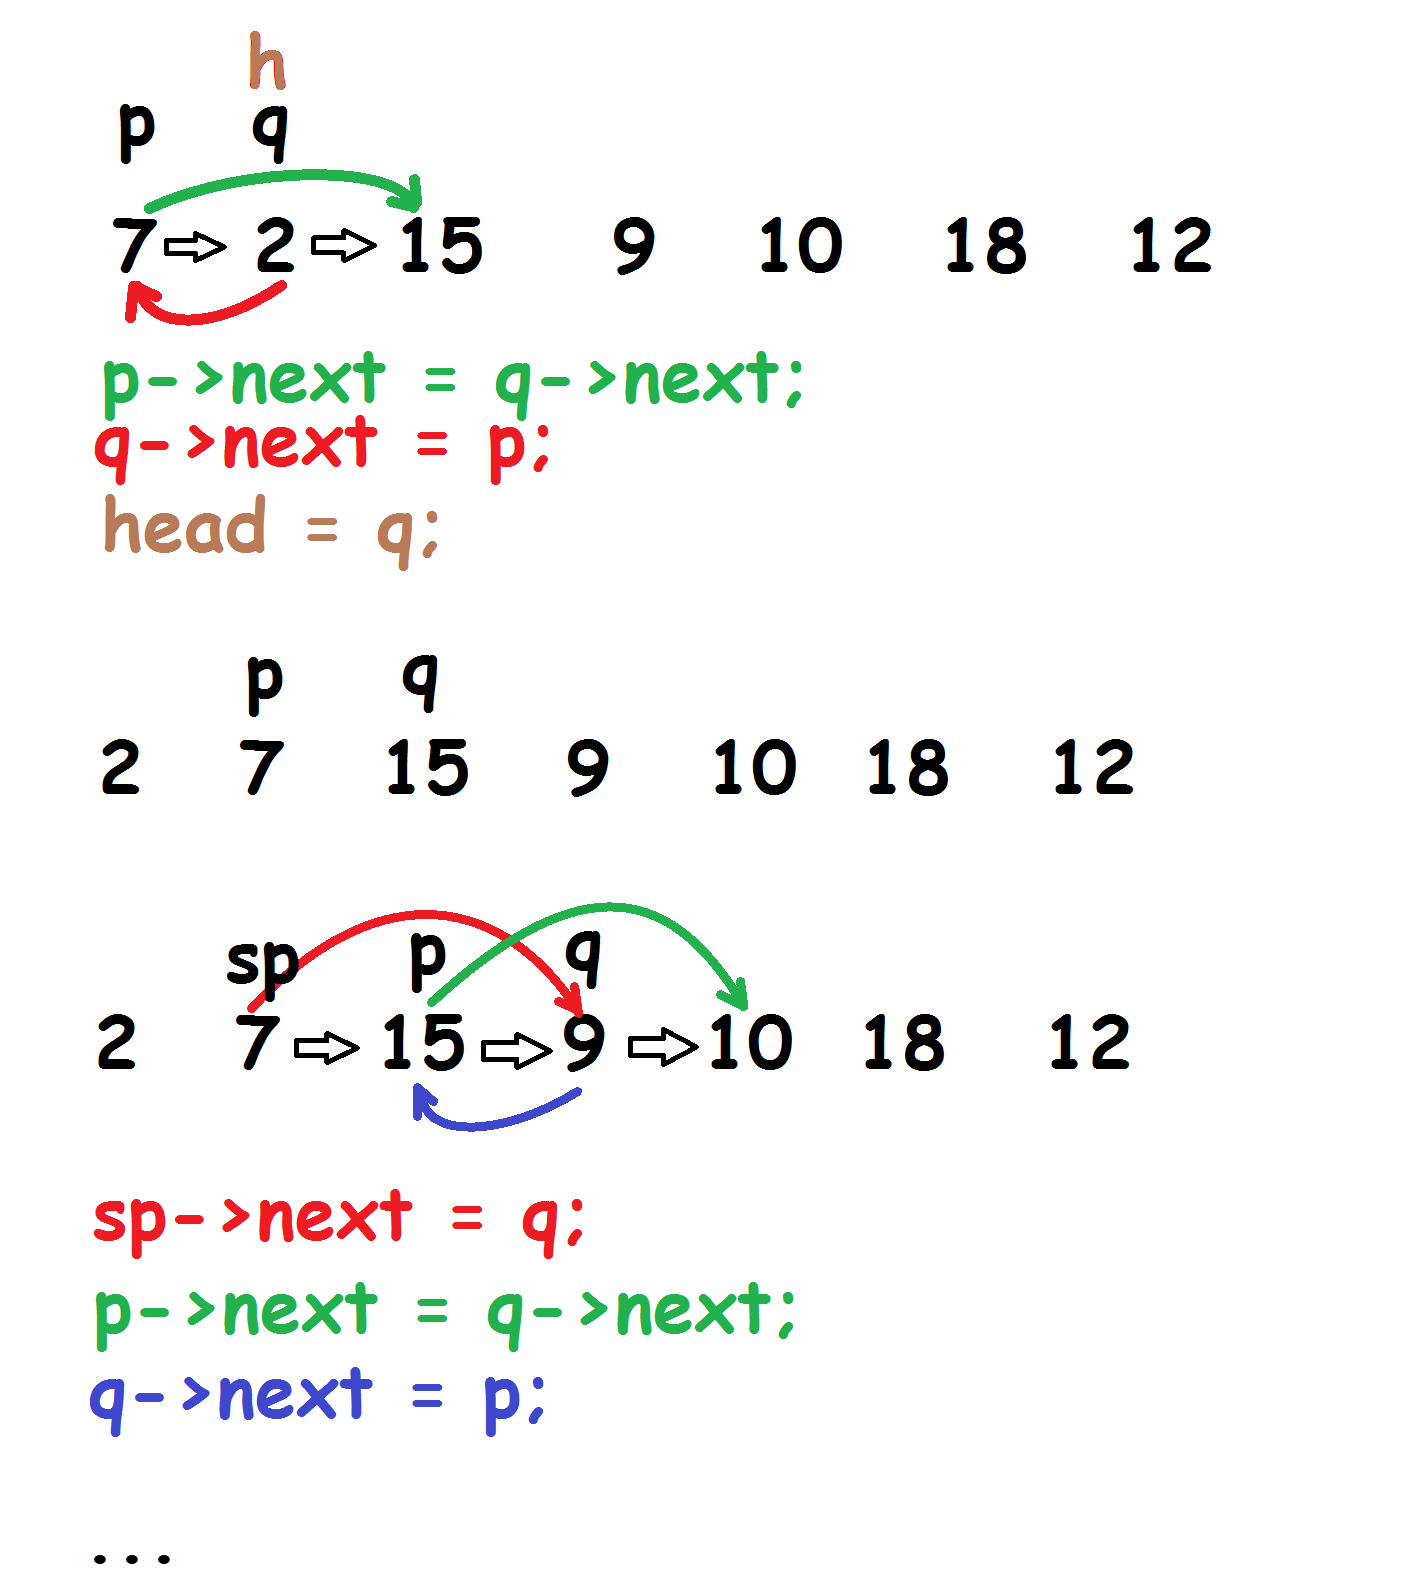 h
p q
7 2 15 9 10 18 12
p->next = q->next;
q->next = p;
head = q;
p q
2 7 15 9 10 18 12
sp p q
2 7 15 9 10 18 12
sp->next = q;
p->next = q->next;
q->next = p;
...